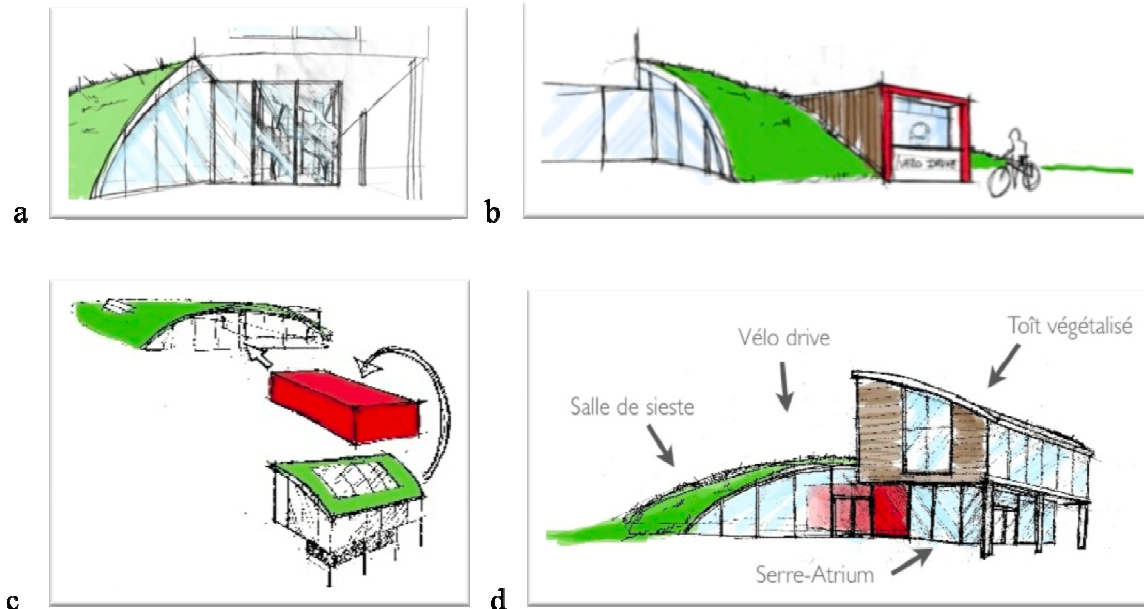 a
b
VELO DRIVE
c
d
Vélo drive
Toît végétalisé
Salle de sieste
Serre-Atrium